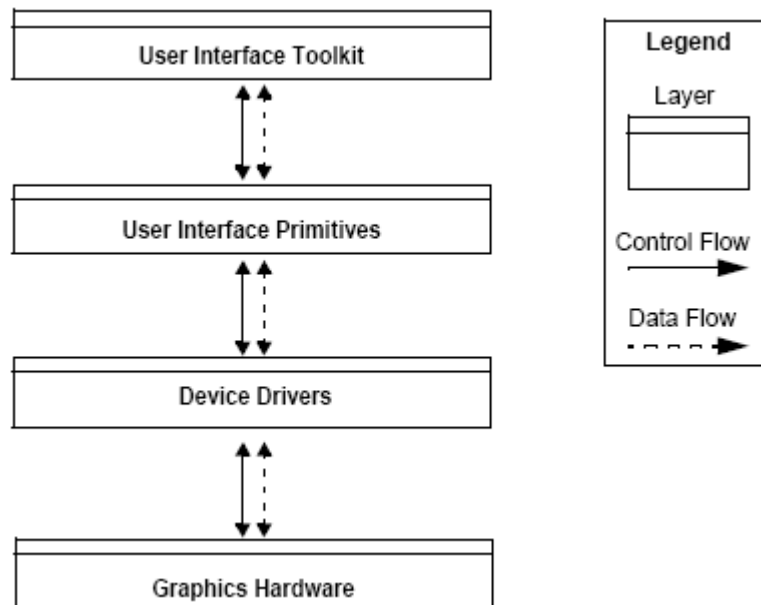 User Interface Toolkit
User Interface Primitives
Device Drivers
Graphics Hardware
Legend
Layer
Control Flow
Data Flow